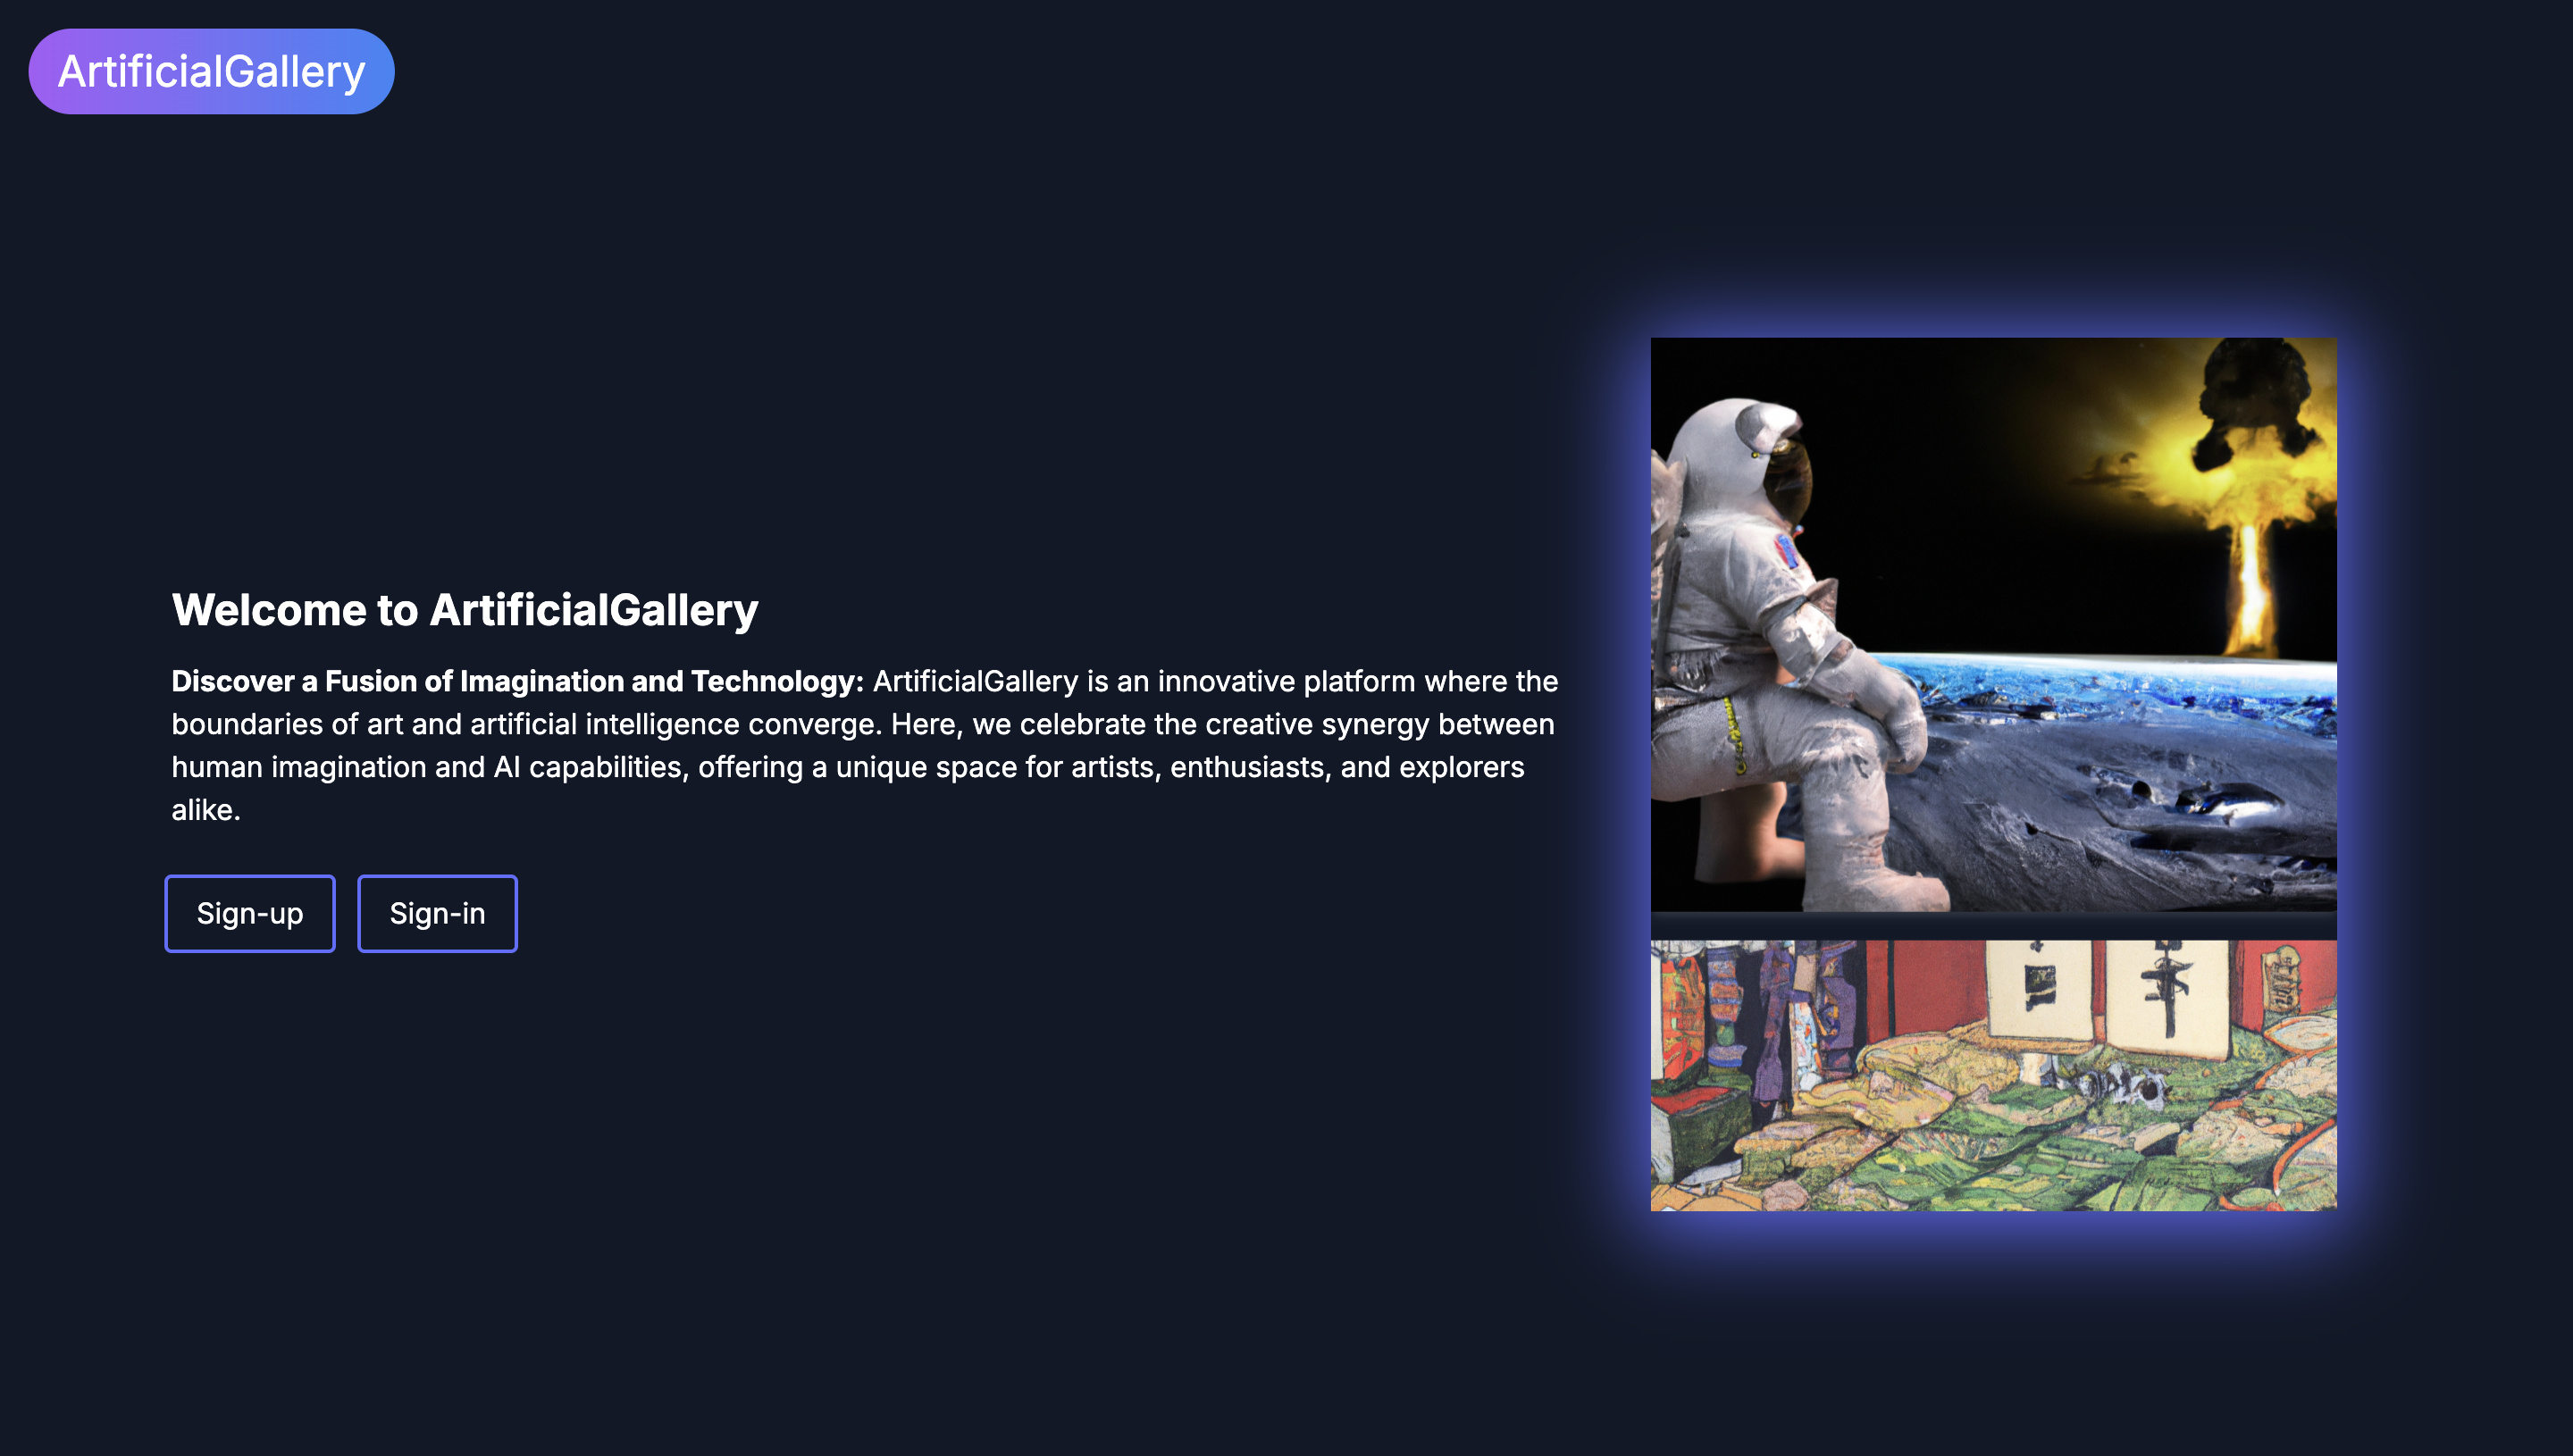 ArtificialGallery
Welcome to ArtificialGallery
Discover a Fusion of Imagination and Technology: ArtificialGallery is an innovative platform where the
boundaries of art and artificial intelligence converge. Here, we celebrate the creative synergy between
human imagination and AI capabilities, offering a unique space for artists, enthusiasts, and explorers
alike.
Sign-up
Sign-in